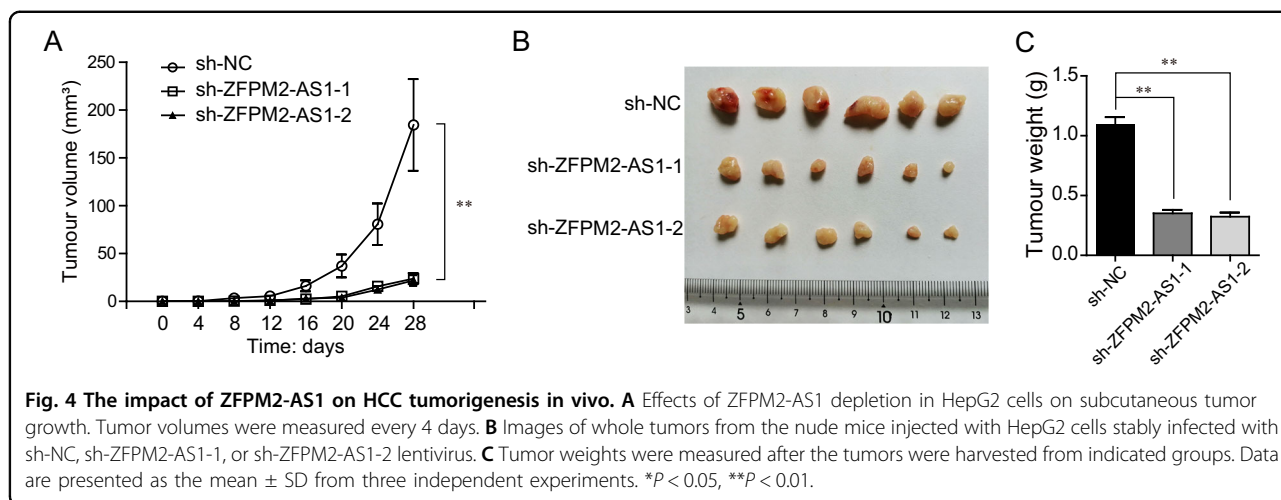 A
sh-NC
sh-ZFPM2-AS1-1
sh-ZFPM2-AS1-2
Tumour volume (mm³)
250
200
150
100
50
0
**
0 4 8 12 16 20 24 28
Time: days
B
sh-NC
sh-ZFPM2-AS1-1
sh-ZFPM2-AS1-2
3 4 5 6 7 8 9 10 11 12 13
C
Tumour weight (g)
**
**
1.0
0.5
0.0
sh-NC
sh-ZFPM2-AS1-1
sh-ZFPM2-AS1-2
Fig. 4 The impact of ZFPM2-AS1 on HCC tumorigenesis in vivo. A Effects of ZFPM2-AS1 depletion in HepG2 cells on subcutaneous tumor
growth. Tumor volumes were measured every 4 days. B Images of whole tumors from the nude mice injected with HepG2 cells stably infected with
sh-NC, sh-ZFPM2-AS1-1, or sh-ZFPM2-AS1-2 lentivirus. C Tumor weights were measured after the tumors were harvested from indicated groups. Data
are presented as the mean ± SD from three independent experiments. *P < 0.05, **P < 0.01.